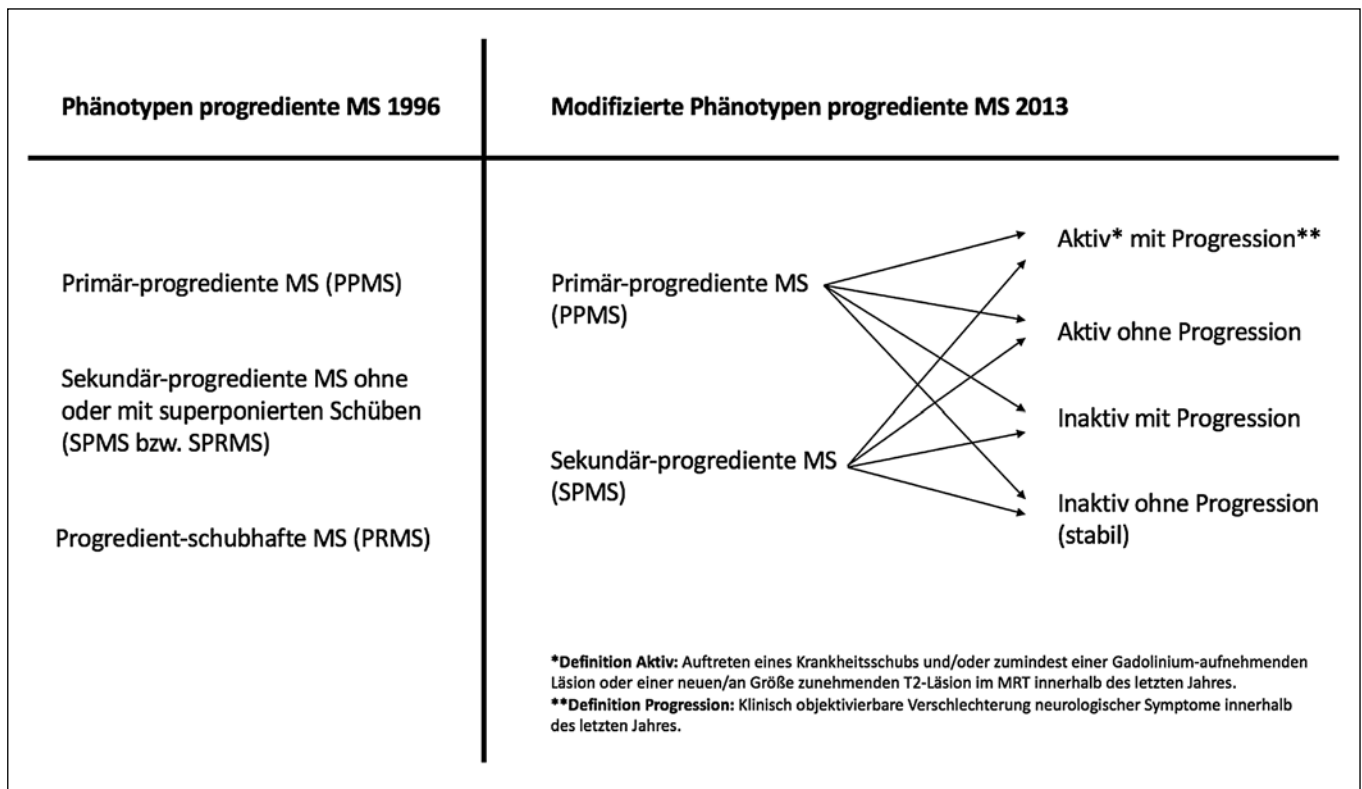 Phänotypen progrediente MS 1996
Modifizierte Phänotypen progrediente MS 2013
Primär-progrediente MS (PPMS)
Sekundär-progrediente MS ohne
oder mit superponierten Schüben
(SPMS bzw. SPRMS)
Progredient-schubhafte MS (PRMS)
Primär-progrediente MS
(PPMS)
Sekundär-progrediente MS
(SPMS)
Aktiv* mit Progression**
Aktiv ohne Progression
Inaktiv mit Progression
Inaktiv ohne Progression
(stabil)
*Definition Aktiv: Auftreten eines Krankheitsschubs und/oder zumindest einer Gadolinium-aufnehmenden
Läsion oder einer neuen/an Größe zunehmenden T2-Läsion im MRT innerhalb des letzten Jahres.
**Definition Progression: Klinisch objektivierbare Verschlechterung neurologischer Symptome innerhalb
des letzten Jahres.